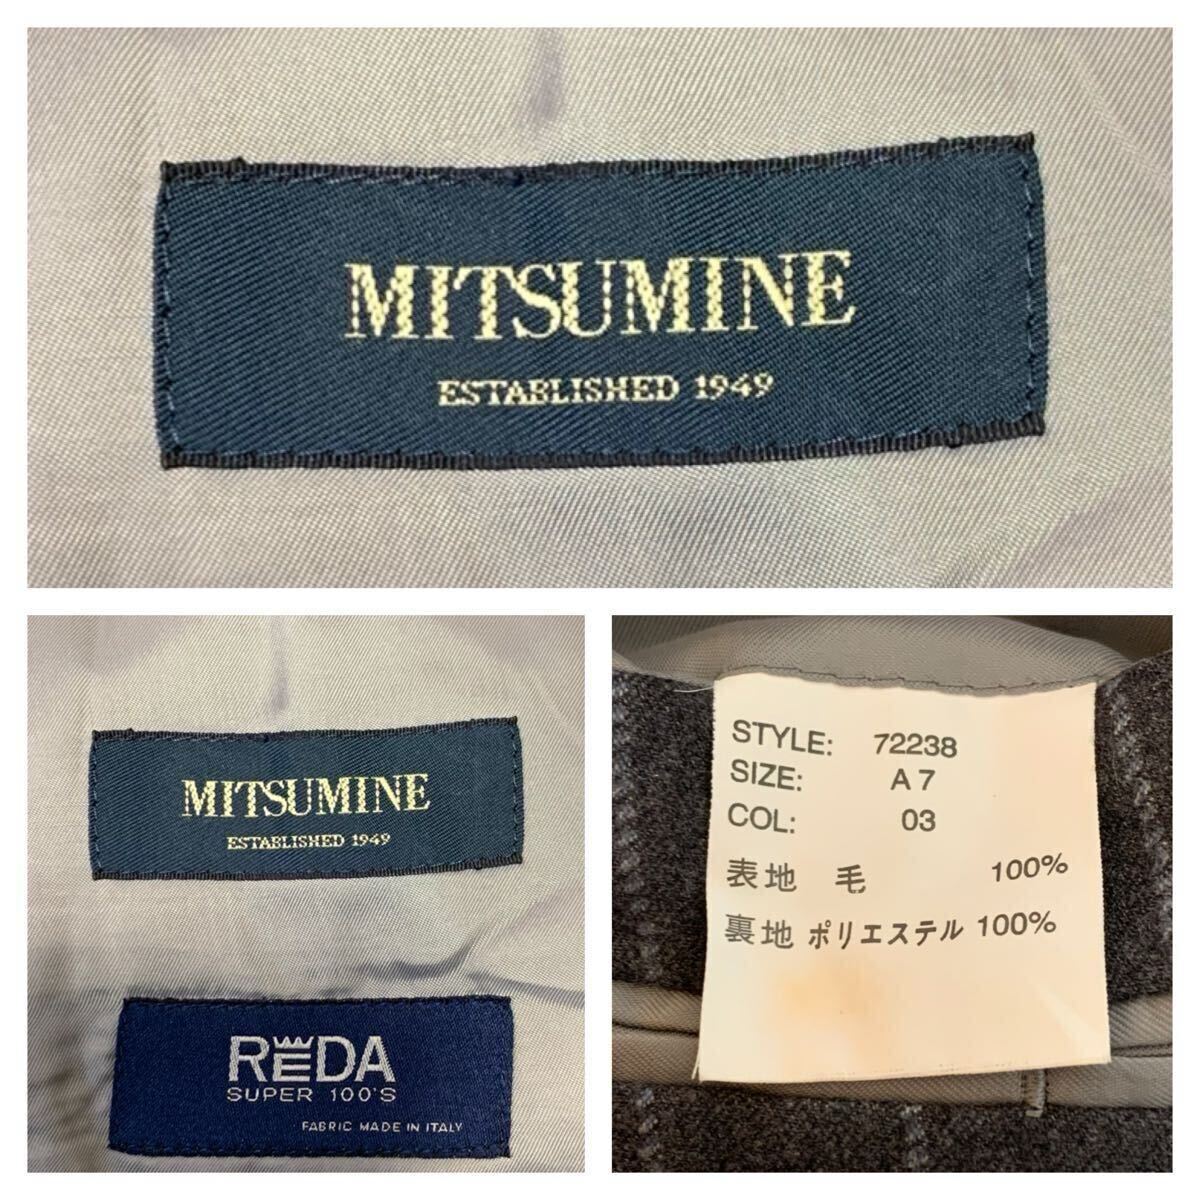 MITSUMINE
ESTABLISHED 1949
MITSUMINE
ESTABLISHED 1949
REDA
SUPER 100'S
FABRIC MADE IN ITALY
STYLE: 72238
SIZE: A7
COL: 03
表地 毛 100%
裏地 ポリエステル 100%